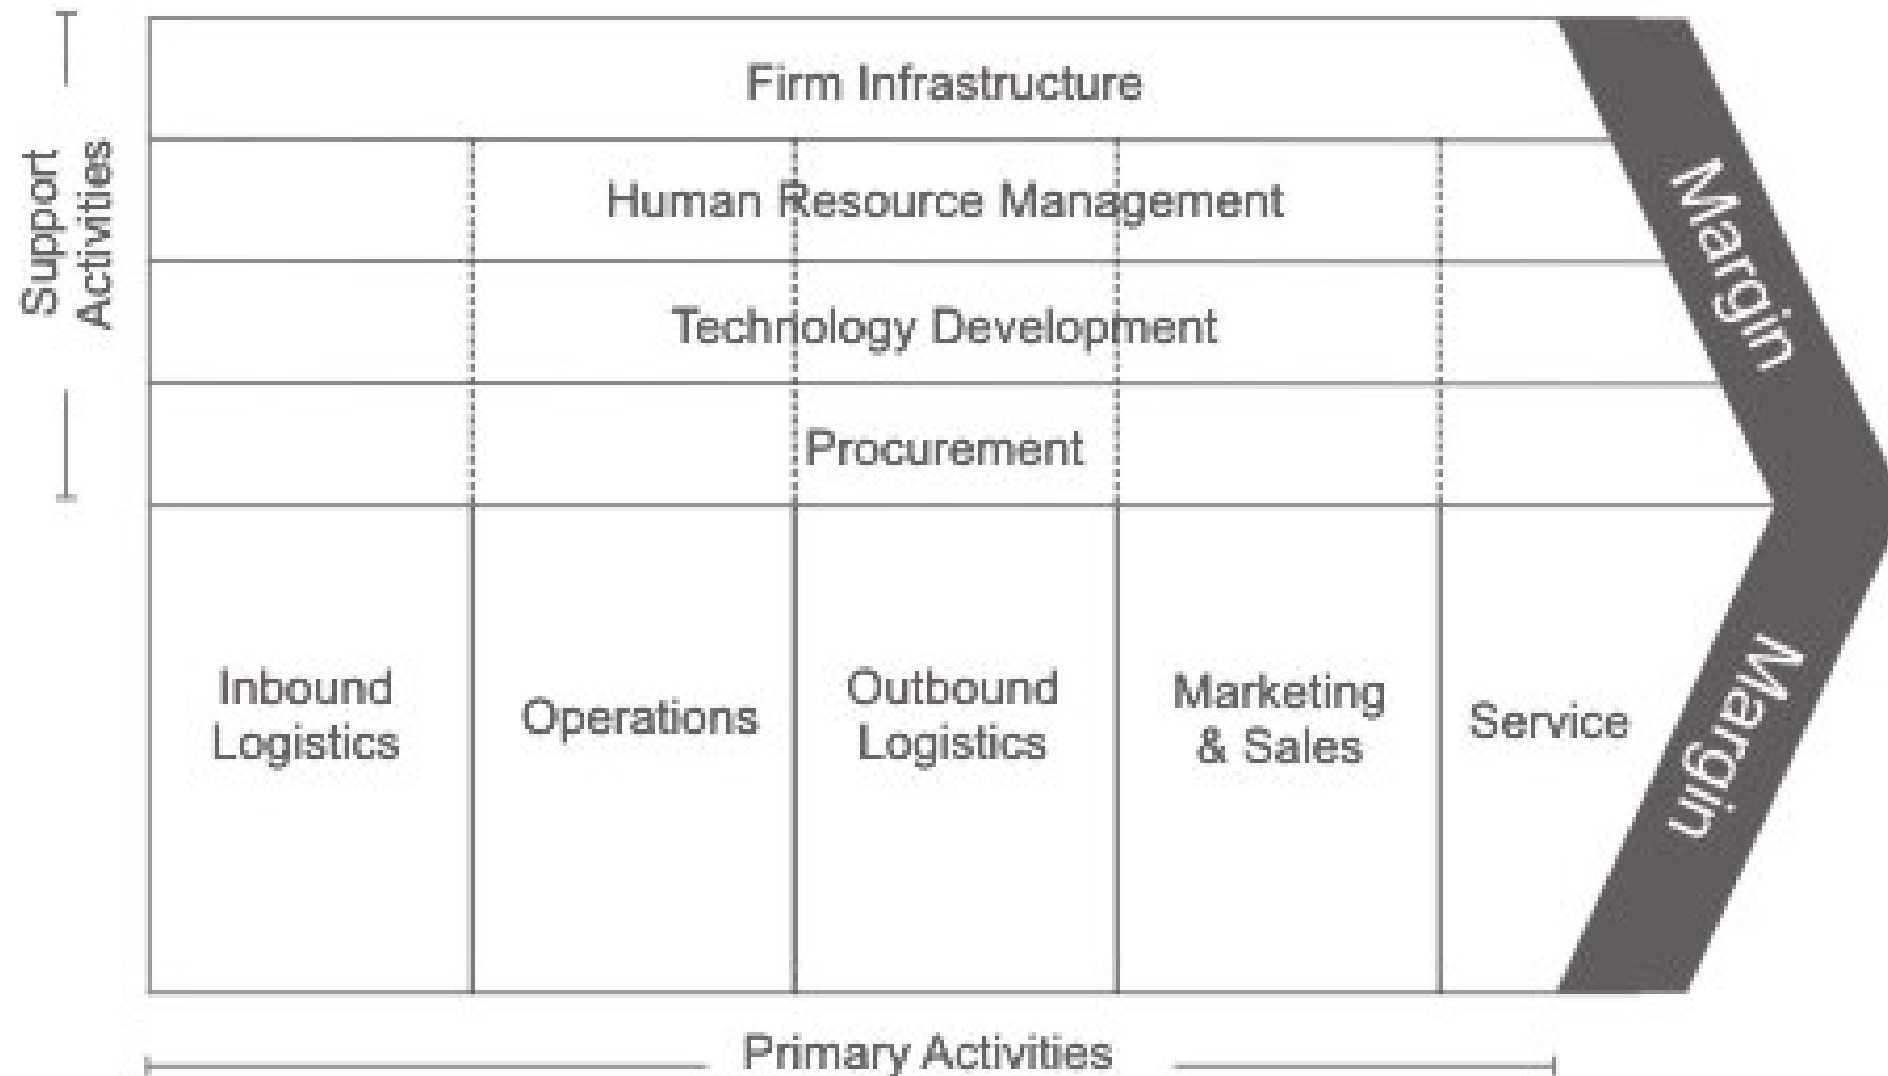 Support
Activities
Firm Infrastructure
Human Resource Management
Technology Development
Procurement
Margin
Inbound
Logistics
Operations
Outbound
Logistics
Marketing
& Sales
Service
Margin
Primary Activities